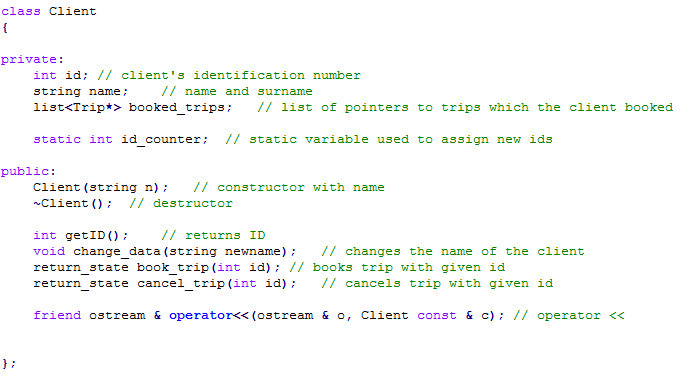 class Client
{
private:
    int id; // client's identification number
    string name;    // name and surname
    list<Trip*> booked_trips;   // list of pointers to trips which the client booked
    static int id_counter;  // static variable used to assign new ids
public:
    Client(string n);   // constructor with name
    ~Client();  // destructor
    int getID();    // returns ID
    void change_data(string newname);   // changes the name of the client
    return_state book_trip(int id); // books trip with given id
    return_state cancel_trip(int id);   // cancels trip with given id
    friend ostream & operator<<(ostream & o, Client const & c); // operator <<
};